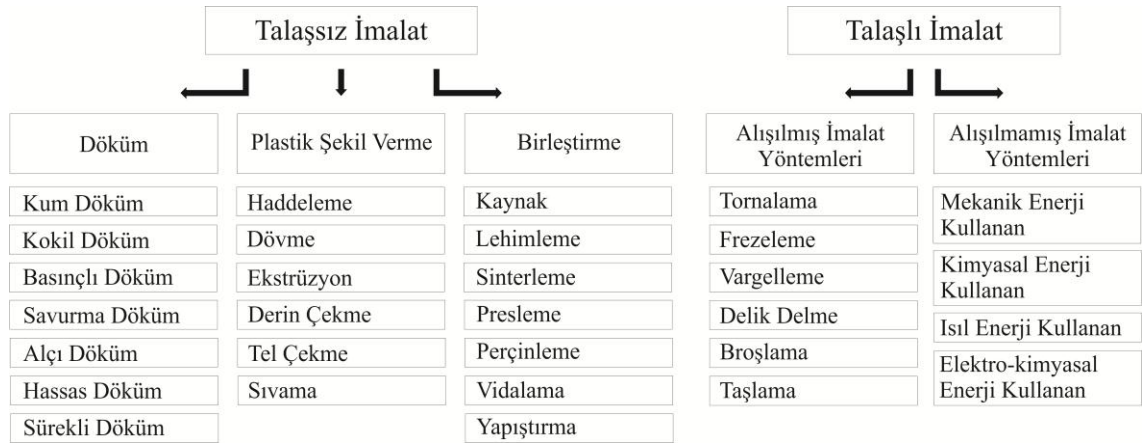 Talaşsız İmalat
Talaşlı İmalat
Döküm
Plastik Şekil Verme
Birleştirme
Alışılmış İmalat
Yöntemleri
Alışılmamış İmalat
Yöntemleri
Kum Döküm
Kokil Döküm
Basınçlı Döküm
Savurma Döküm
Alçı Döküm
Hassas Döküm
Sürekli Döküm
Haddeleme
Dövme
Ekstrüzyon
Derin Çekme
Tel Çekme
Sıvama
Kaynak
Lehimleme
Sinterleme
Presleme
Perçinleme
Vidalama
Yapıştırma
Tornalama
Frezeleme
Vargelleme
Delik Delme
Broşlama
Taşlama
Mekanik Enerji
Kullanan
Kimyasal Enerji
Kullanan
Isıl Enerji Kullanan
Elektro-kimyasal
Enerji Kullanan